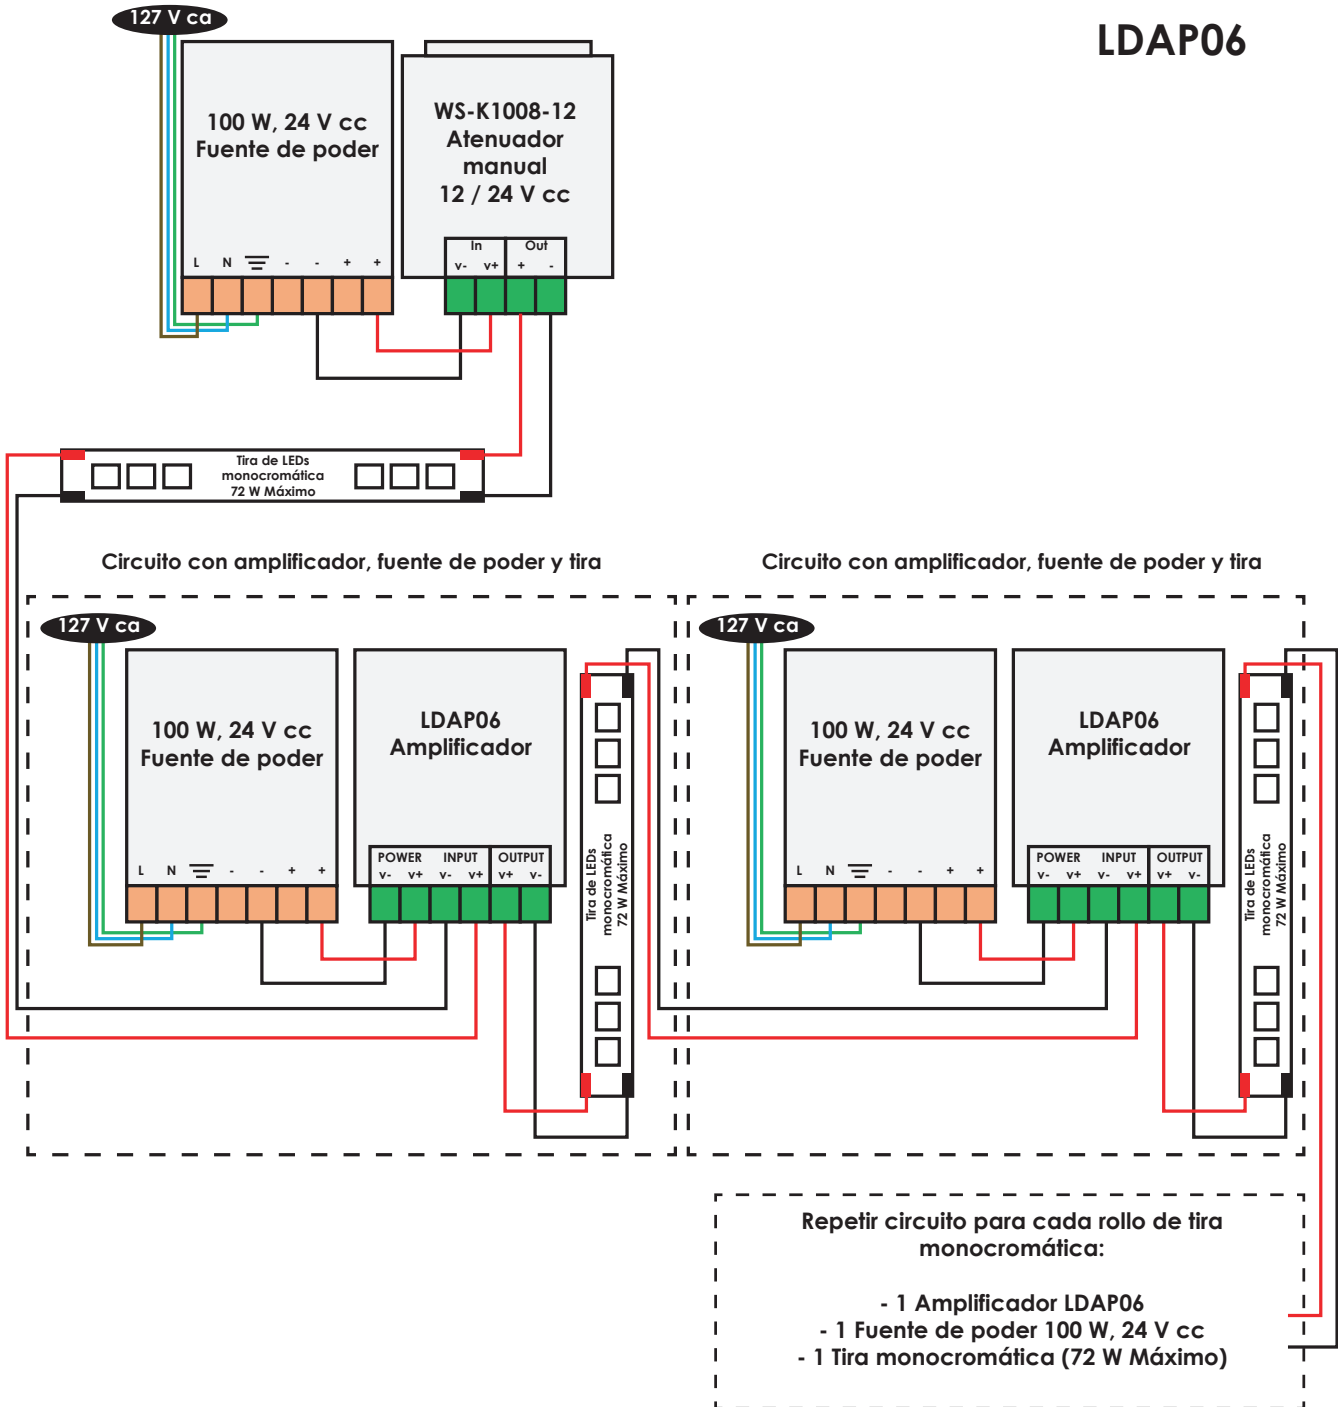 127 V ca
LDAP06
100 W, 24 V cc
Fuente de poder
L N - - + +
WS-K1008-12
Atenuador
manual
12 / 24 V cc
In Out
v- v+ + -
Tira de LEDs
monocromática
72 W Máximo
Circuito con amplificador, fuente de poder y tira
127 V ca
100 W, 24 V cc
Fuente de poder
L N - - + +
LDAP06
Amplificador
POWER INPUT OUTPUT
v- v+ v- v+ v+ v-
Tira de LEDs
monocromática
72 W Máximo
Circuito con amplificador, fuente de poder y tira
127 V ca
100 W, 24 V cc
Fuente de poder
L N - - + +
LDAP06
Amplificador
POWER INPUT OUTPUT
v- v+ v- v+ v+ v-
Tira de LEDs
monocromática
72 W Máximo
Repetir circuito para cada rollo de tira
monocromática:
- 1 Amplificador LDAP06
- 1 Fuente de poder 100 W, 24 V cc
- 1 Tira monocromática (72 W Máximo)